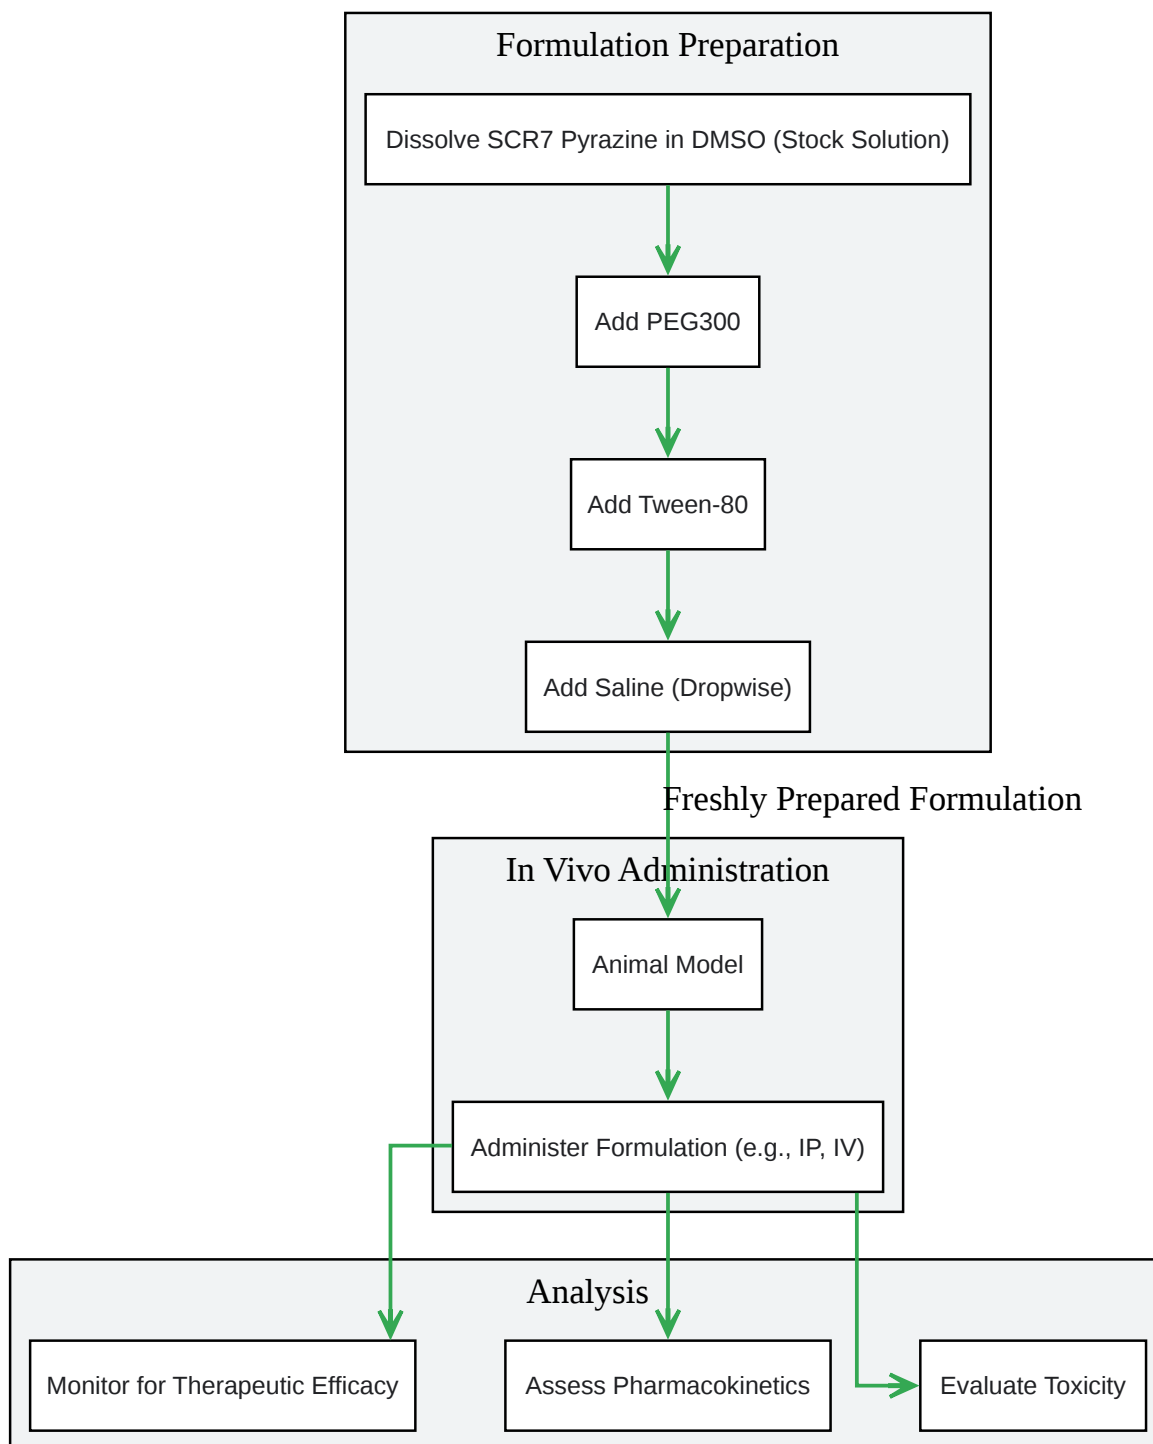 Formulation Preparation
Dissolve SCR7 Pyrazine in DMSO (Stock Solution)
Add PEG300
Add Tween-80
Add Saline (Dropwise)
Freshly Prepared Formulation
In Vivo Administration
Animal Model
Administer Formulation (e.g., IP, IV)
Analysis
Monitor for Therapeutic Efficacy
Assess Pharmacokinetics
Evaluate Toxicity